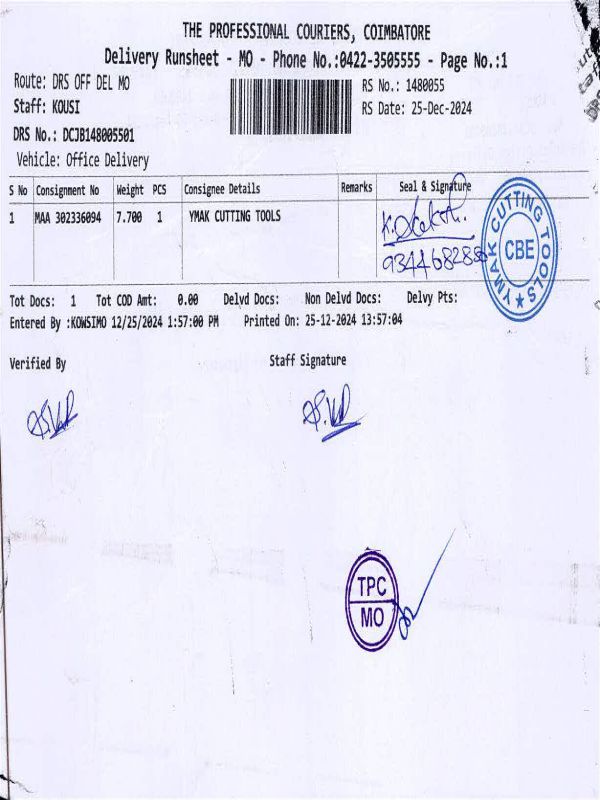 THE PROFESSIONAL COURIERS, COIMBATORE
Delivery Runsheet - MO - Phone No.:0422-3505555 - Page No.:1
Route: DRS OFF DEL MO
RS No.: 1480055
Staff: KOUSI
RS Date: 25-Dec-2024
DRS No.: DCJB148005501
Vehicle: Office Delivery
S No Consignment No Weight PCS Consignee Details Remarks Seal & Signature
1 MAA 302336094 7.700 1 YMAK CUTTING TOOLS
YMAK CUTTING TOOLS
CBE
Tot Docs: 1 Tot COD Amt: 0.00 Delvd Docs: Non Delvd Docs: Delvy Pts:
Entered By :KOWSIMO 12/25/2024 1:57:00 PM Printed On: 25-12-2024 13:57:04
Verified By Staff Signature
TPC
MO